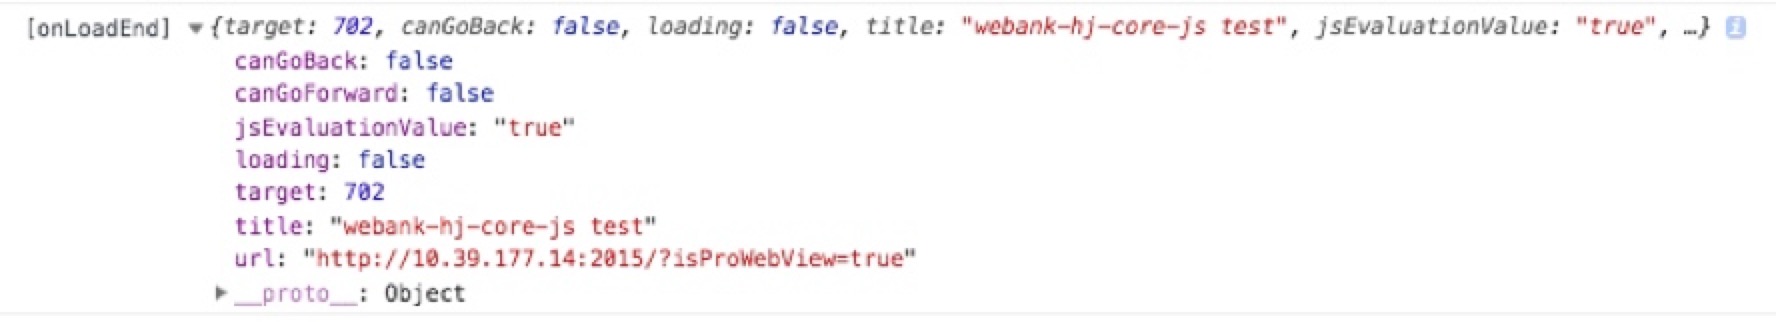 [onLoadEnd] ▼{target: 702, canGoBack: false, loading: false, title: "webank-hj-core-js test", jsEvaluationValue: "true", …} i
canGoBack: false
canGoForward: false
jsEvaluationValue: "true"
loading: false
target: 702
title: "webank-hj-core-js test"
url: "http://10.39.177.14:2015/?isProWebView=true"
▶__proto__: Object